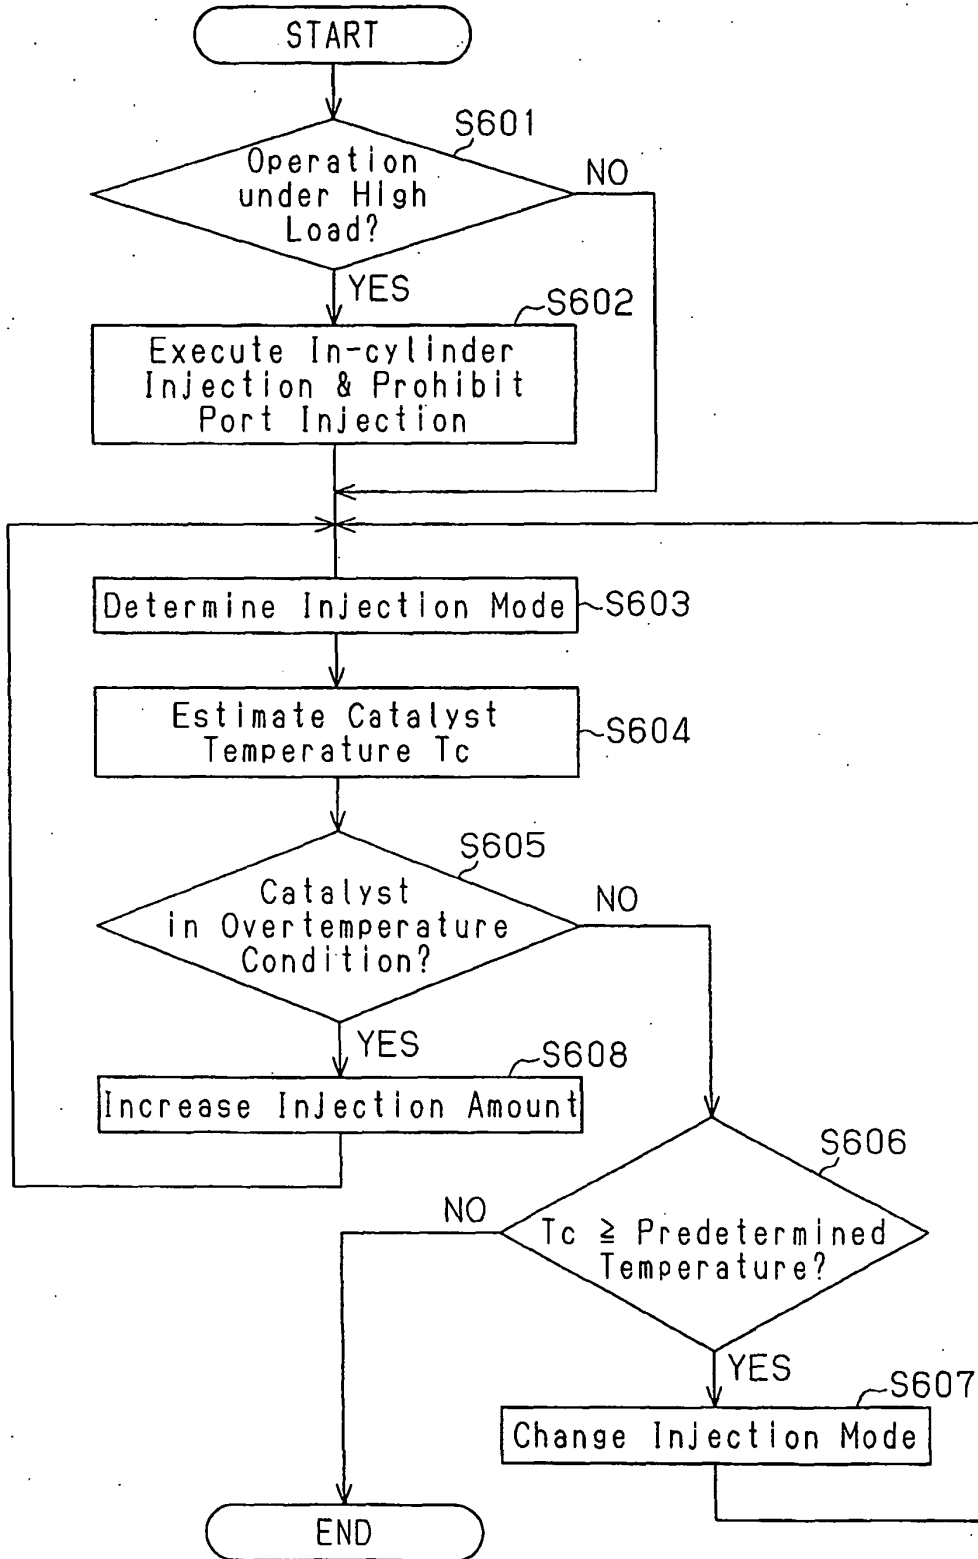 START
S601
Operation
under High
Load?
NO
YES
S602
Execute In-cylinder
Injection & Prohibit
Port Injection
Determine Injection Mode
S603
Estimate Catalyst
Temperature Tc
S604
S605
Catalyst
in Overtemperature
Condition?
NO
YES
S608
Increase Injection Amount
S606
NO
Tc ≧ Predetermined
Temperature?
YES
S607
Change Injection Mode
END